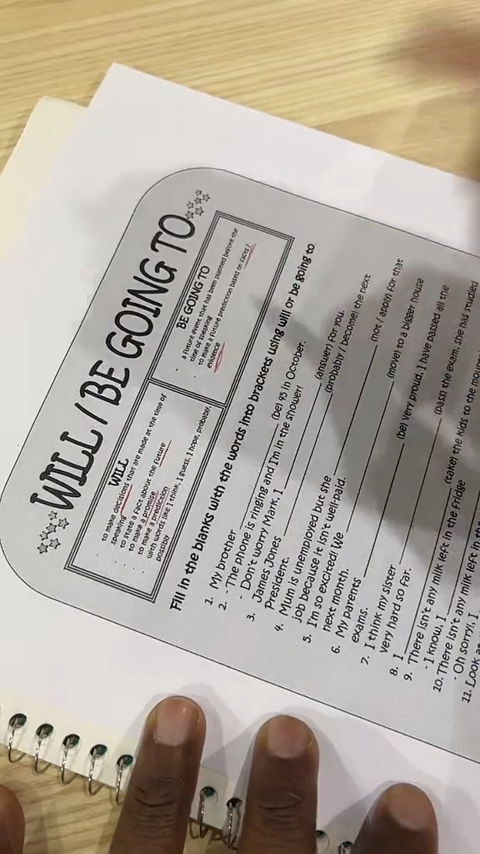 WILL / BE GOING TO
WILL
to make decisions that are made at the time of
speaking
to state a fact about the future
to make a promise
to make a prediction
with words like I think, I guess, I hope, probably,
possibly
BE GOING TO
a future event that has been planned before the
time of speaking
to make a future prediction based on facts /
evidence
Fill in the blanks with the words into brackets using will or be going to
1. My brother (be) 45 in October.
2. - The phone is ringing and I'm in the shower!
- Don't worry Mark, I (answer) for you.
3. James Jones (probably / become) the next
President.
4. Mum is unemployed but she (not / apply) for that
job because it isn't well-paid.
5. I'm so excited! We (move) to a bigger house
next month.
6. My parents (be) very proud, I have passed all the
exams.
7. I think my sister (pass) the exam, she has studied
very hard so far.
8. I (take) the kids to the
9. 'There isn't any milk left in the fridge
- I know, I
10. There isn't any milk left in
- Oh sorry!, I
12. Look